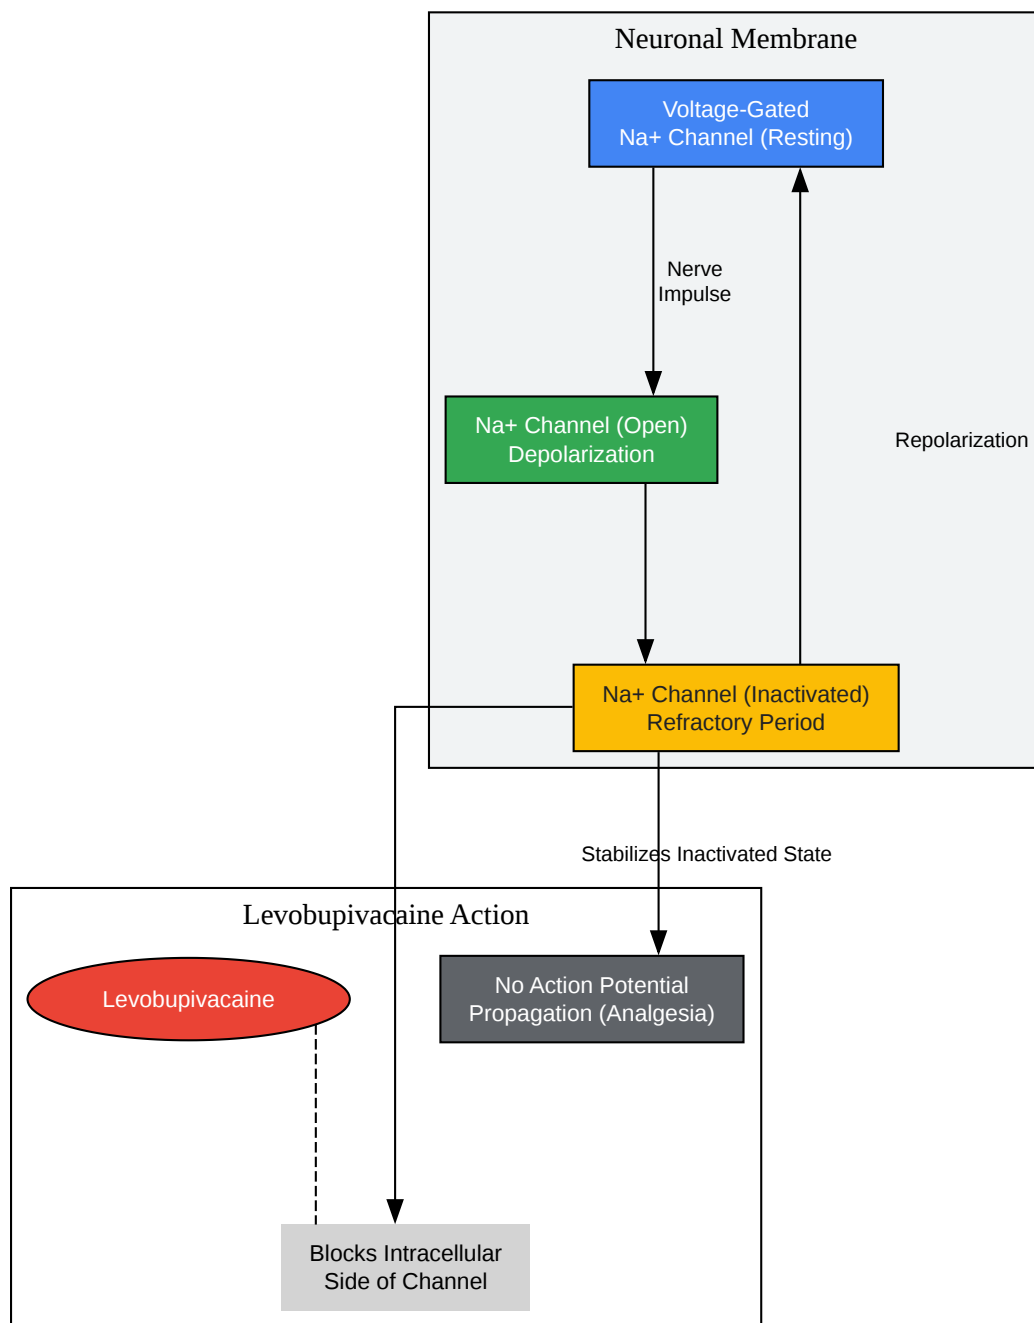 Neuronal Membrane
Voltage-Gated
Na+ Channel (Resting)
Nerve
Impulse
Na+ Channel (Open)
Depolarization
Repolarization
Na+ Channel (Inactivated)
Refractory Period
Stabilizes Inactivated State
Levobupivacaine Action
Levobupivacaine
No Action Potential
Propagation (Analgesia)
Blocks Intracellular
Side of Channel